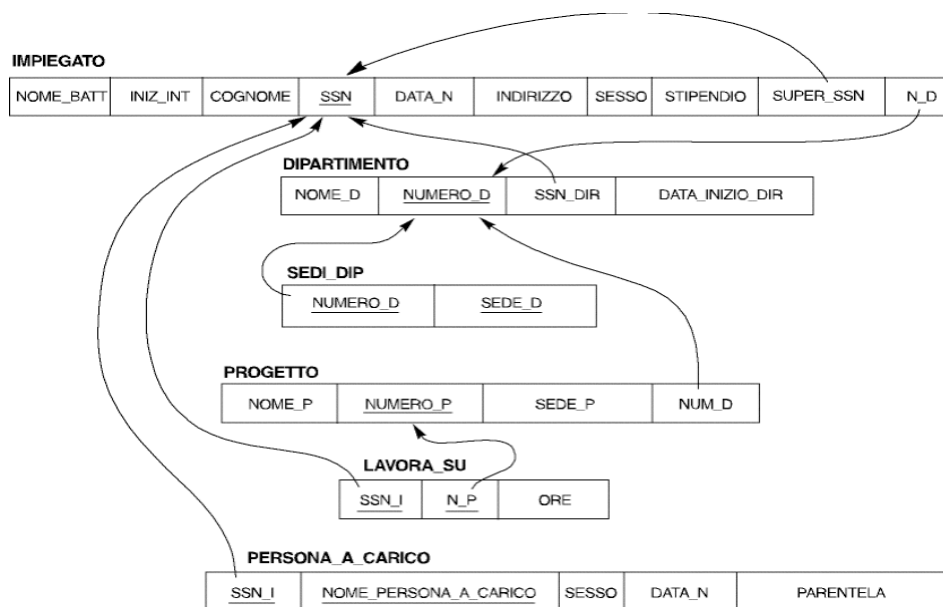 IMPIEGATO
NOME_BATT INIZ_INT COGNOME SSN DATA_N INDIRIZZO SESSO STIPENDIO SUPER_SSN N_D
DIPARTIMENTO
NOME_D NUMERO_D SSN_DIR DATA_INIZIO_DIR
SEDI_DIP
NUMERO_D SEDE_D
PROGETTO
NOME_P NUMERO_P SEDE_P NUM_D
LAVORA_SU
SSN_I N_P ORE
PERSONA_A_CARICO
SSN_I NOME_PERSONA_A_CARICO SESSO DATA_N PARENTELA